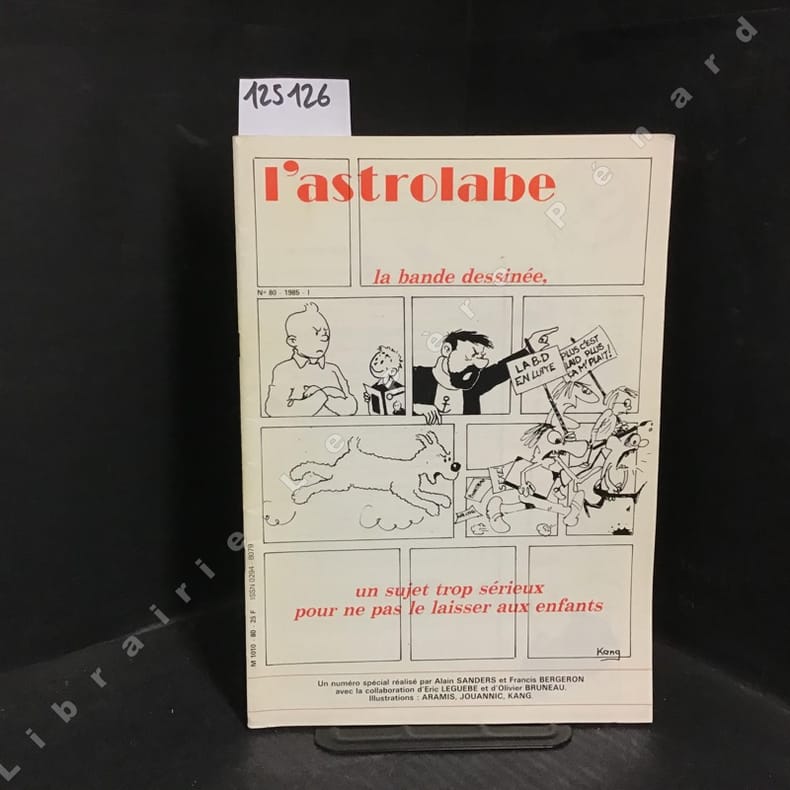 125126
l'astrolabe
la bande dessinée,
N° 80 - 1985 - I
LA B.D
EN LUTTE
PLUS C'EST
LAID PLUS
ÇA M'PLAIT!
un sujet trop sérieux
pour ne pas le laisser aux enfants
Kang
Un numéro spécial réalisé par Alain SANDERS et Francis BERGERON
avec la collaboration d'Eric LEGUEBE et d'Olivier BRUNEAU.
Illustrations : ARAMIS, JOUANNIC, KANG.
M 1010 - 80 - 25 F ISSN 0294 - 8079
Librairie Le Père Pénard